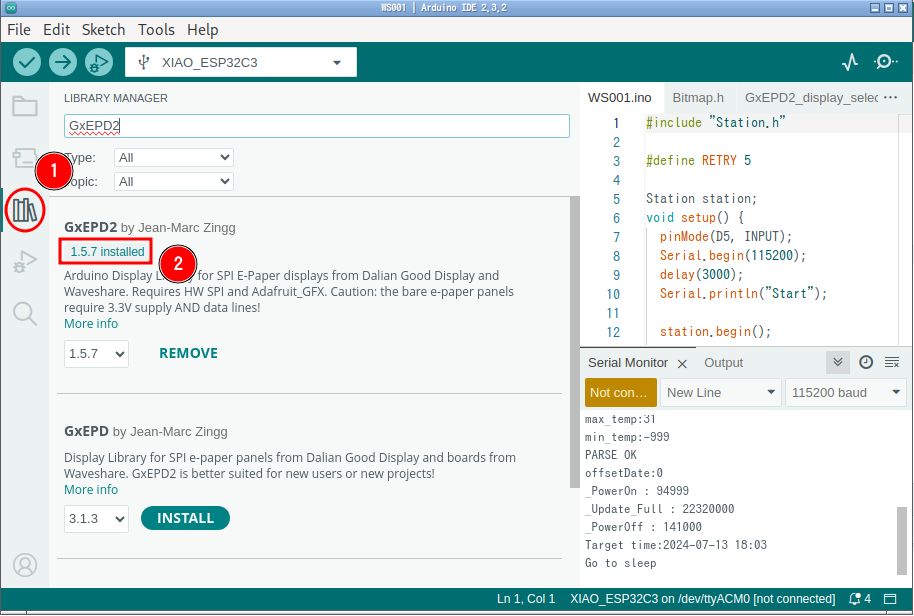 WS001 | Arduino IDE 2.3.2
File Edit Sketch Tools Help
XIAO_ESP32C3
LIBRARY MANAGER
GxEPD2
Type: All
opic: All
1
GxEPD2 by Jean-Marc Zingg
1.5.7 installed
2
Arduino Display Lib y for SPI E-Paper displays from Dalian Good Display and
Waveshare. Requires HW SPI and Adafruit_GFX. Caution: the bare e-paper panels
require 3.3V supply AND data lines!
More info
1.5.7 REMOVE
GxEPD by Jean-Marc Zingg
Display Library for SPI e-paper panels from Dalian Good Display and boards from
Waveshare. GxEPD2 is better suited for new users or new projects!
More info
3.1.3 INSTALL
WS001.ino Bitmap.h GxEPD2_display_selec ...
1 #include "Station.h"
2
3 #define RETRY 5
4
5 Station station;
6 void setup() {
7 pinMode(D5, INPUT);
8 Serial.begin(115200);
9 delay(3000);
10 Serial.println("Start");
11
12 station.begin();
Serial Monitor Output
Not con... New Line 115200 baud
max_temp:31
min_temp:-999
PARSE OK
offsetDate:0
_PowerOn : 94999
_Update_Full : 22320000
_PowerOff : 141000
Target time:2024-07-13 18:03
Go to sleep
Ln 1, Col 1 XIAO_ESP32C3 on /dev/ttyACM0 [not connected] 4